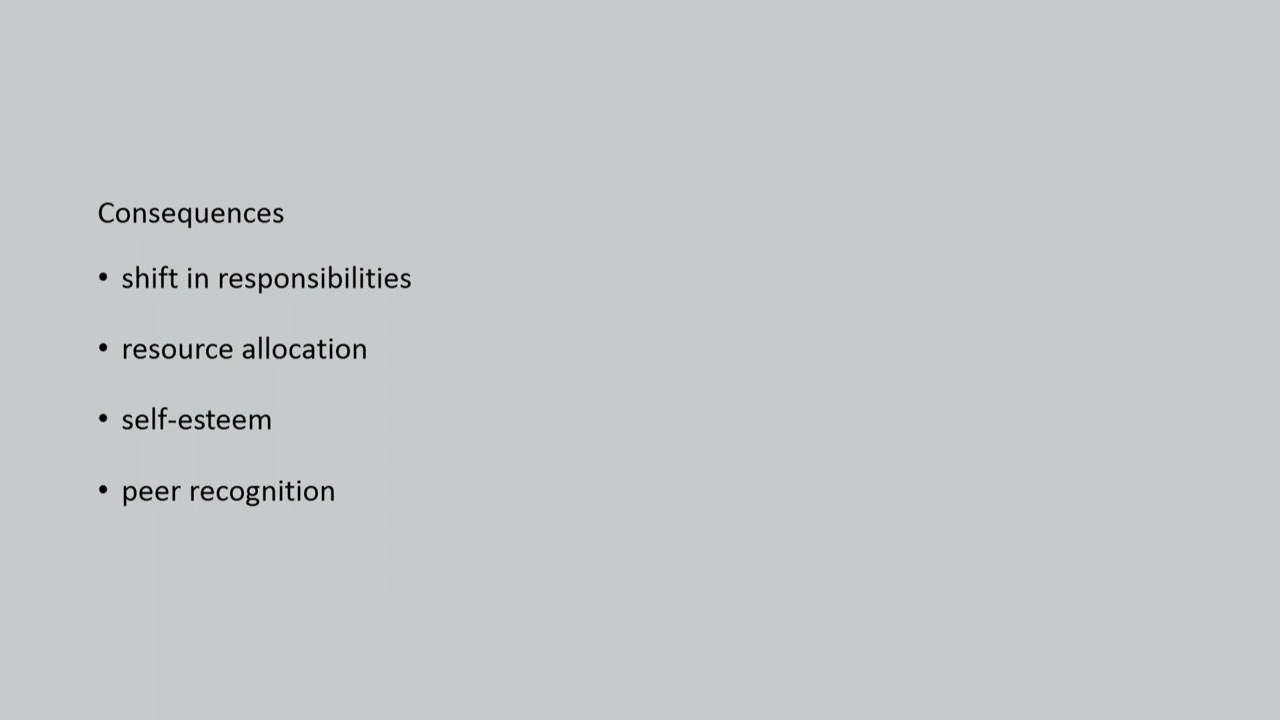 Consequences
• shift in responsibilities
• resource allocation
• self-esteem
• peer recognition